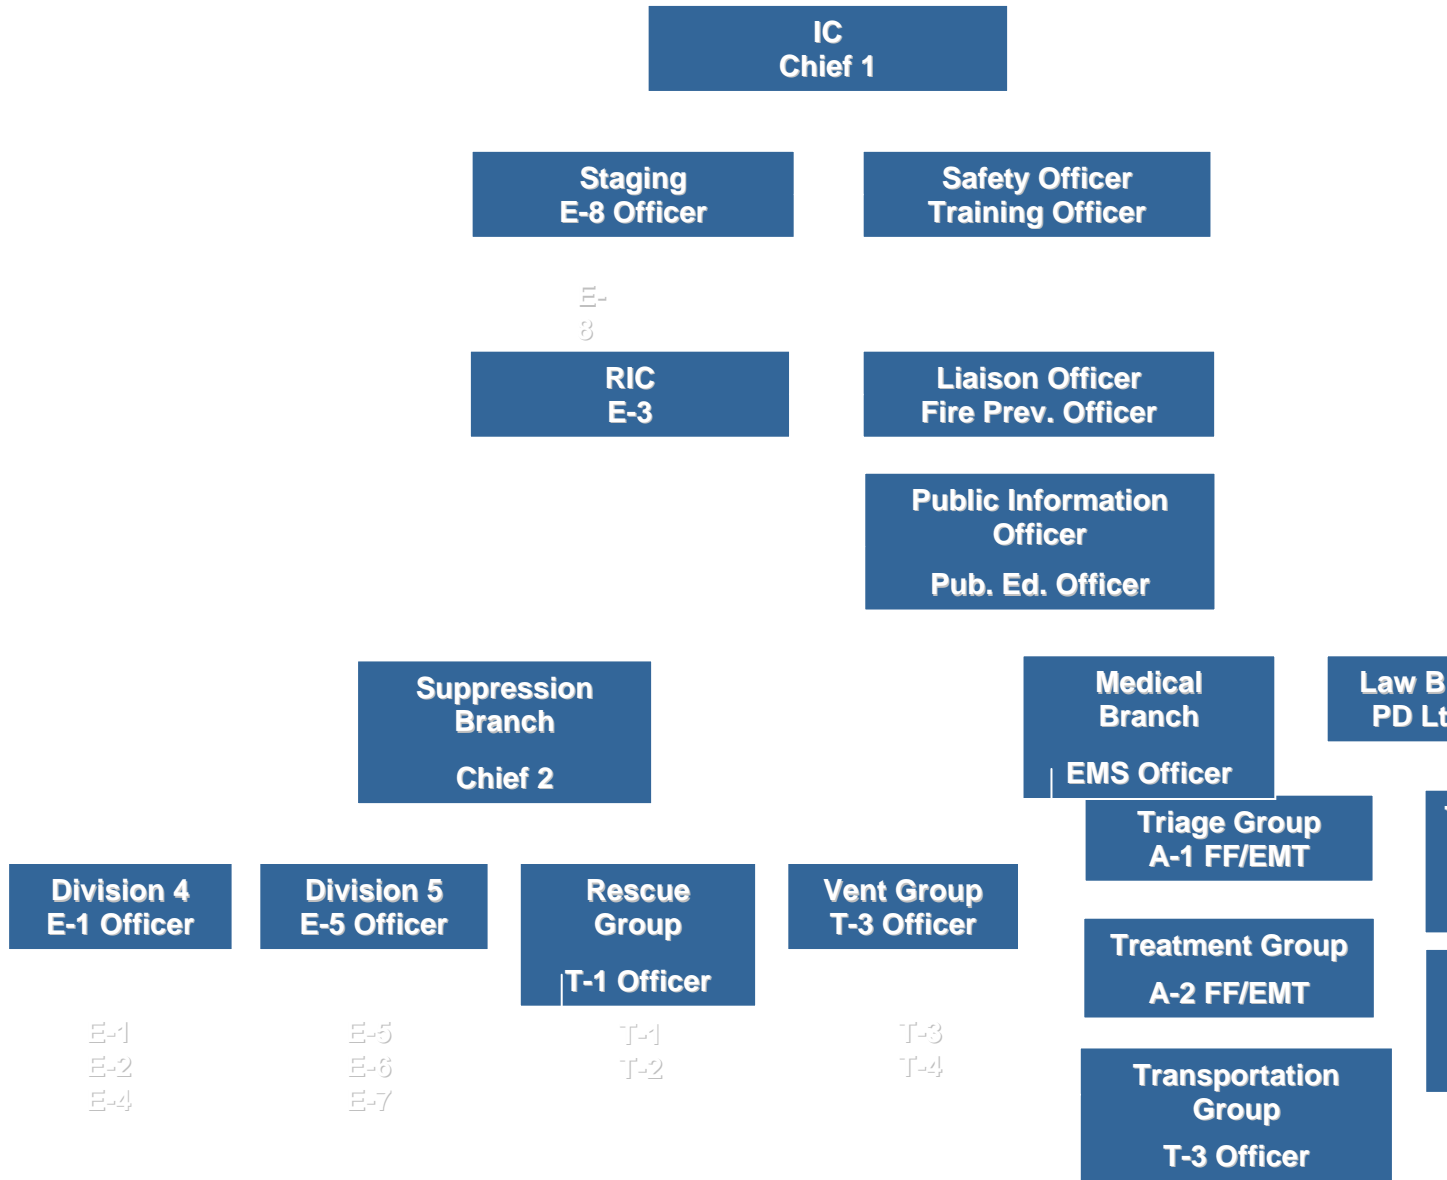 IC
Chief 1
Staging
E-8 Officer
Safety Officer
Training Officer
E-
8
RIC
E-3
Liaison Officer
Fire Prev. Officer
Public Information
Officer
Pub. Ed. Officer
Suppression
Branch
Chief 2
Medical
Branch
EMS Officer
Law B
PD Lt
Division 4
E-1 Officer
Division 5
E-5 Officer
Rescue
Group
T-1 Officer
Vent Group
T-3 Officer
Triage Group
A-1 FF/EMT
Treatment Group
A-2 FF/EMT
Transportation
Group
T-3 Officer
E-1
E-2
E-4
E-5
E-6
E-7
T-1
T-2
T-3
T-4